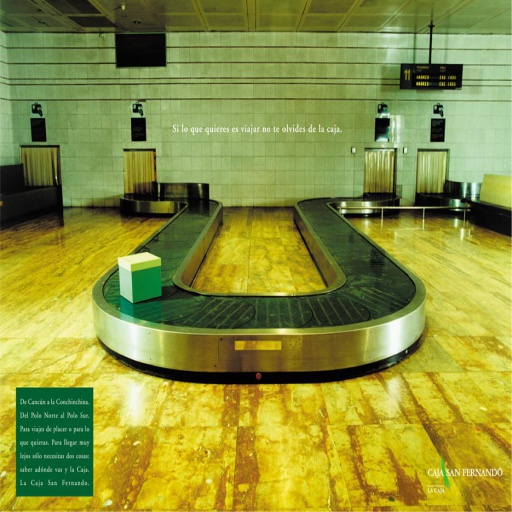 Si lo que quieres es viajar no te olvides de la caja.
11
De Cancún a la Conchinchina.
Del Polo Norte al Polo Sur.
Para viajes de placer o para lo
que quieras. Para llegar muy
lejos sólo necesitas dos cosas:
saber adónde vas y la Caja.
La Caja San Fernando.
CAJA SAN FERNANDO
LA CAJA